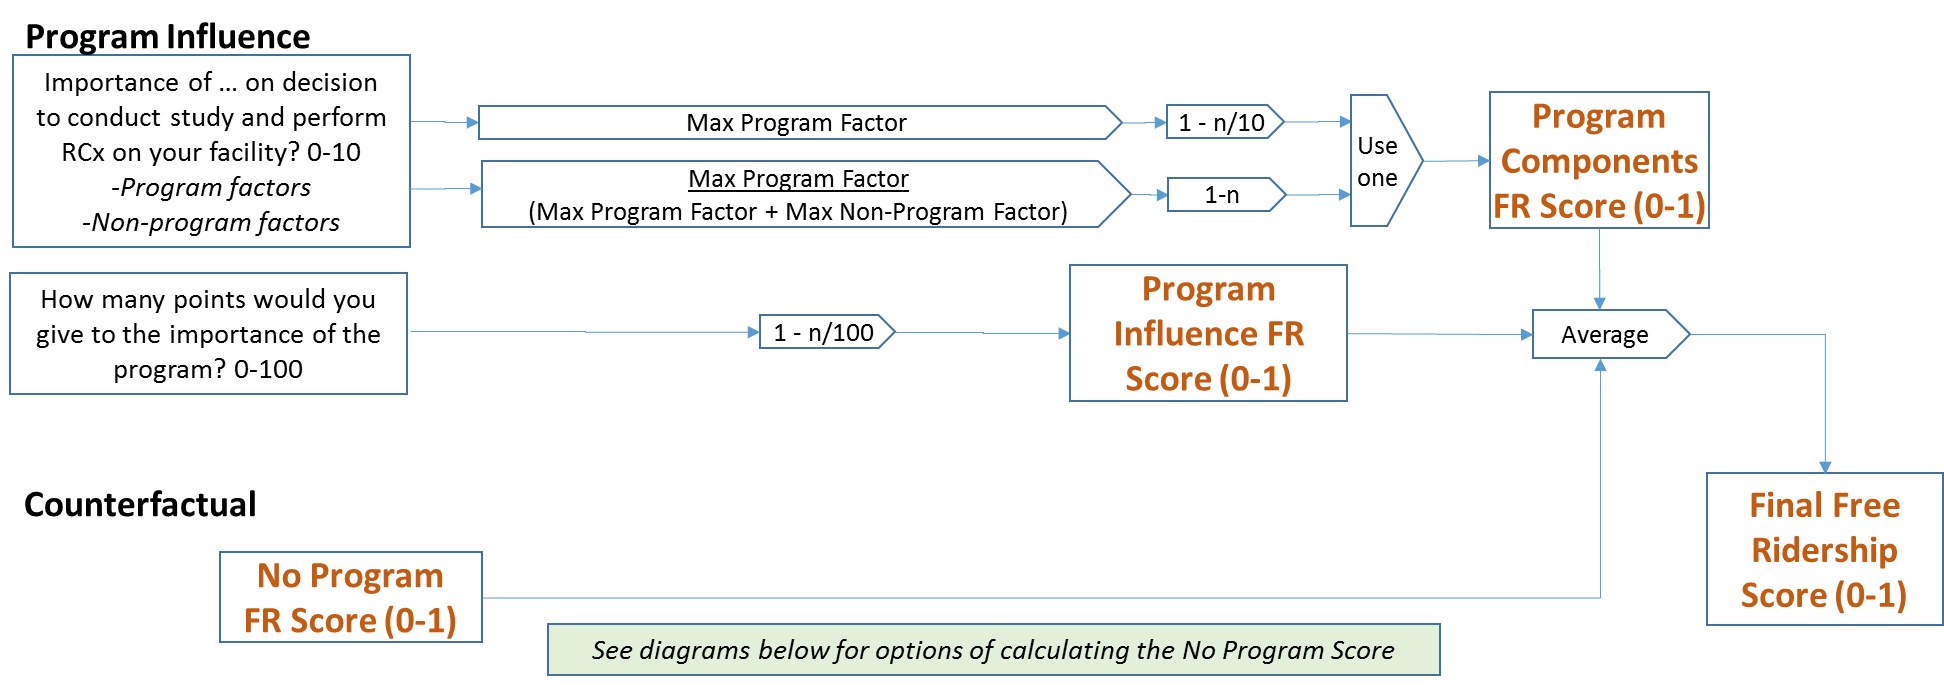 Program Influence
Importance of ... on decision
to conduct study and perform
RCx on your facility? 0-10
-Program factors
-Non-program factors
Max Program Factor
1 - n/10
Max Program Factor
(Max Program Factor + Max Non-Program Factor)
1-n
Use
one
Program
Components
FR Score (0-1)
How many points would you
give to the importance of the
program? 0-100
1 - n/100
Program
Influence FR
Score (0-1)
Average
Counterfactual
No Program
FR Score (0-1)
Final Free
Ridership
Score (0-1)
See diagrams below for options of calculating the No Program Score